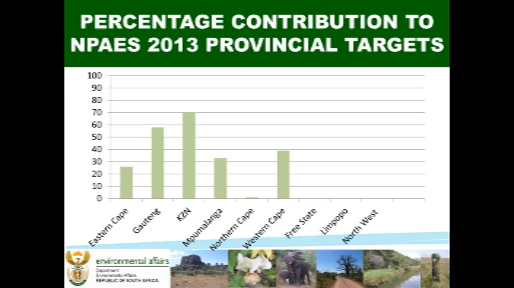 PERCENTAGE CONTRIBUTION TO
NPAES 2013 PROVINCIAL TARGETS
100
90
80
70
60
50
40
30
20
10
0
Eastern Cape
Gauteng
KZN
Mpumalanga
Northern Cape
Western Cape
Free State
Limpopo
North West
environmental affairs
Department:
Environmental Affairs
REPUBLIC OF SOUTH AFRICA